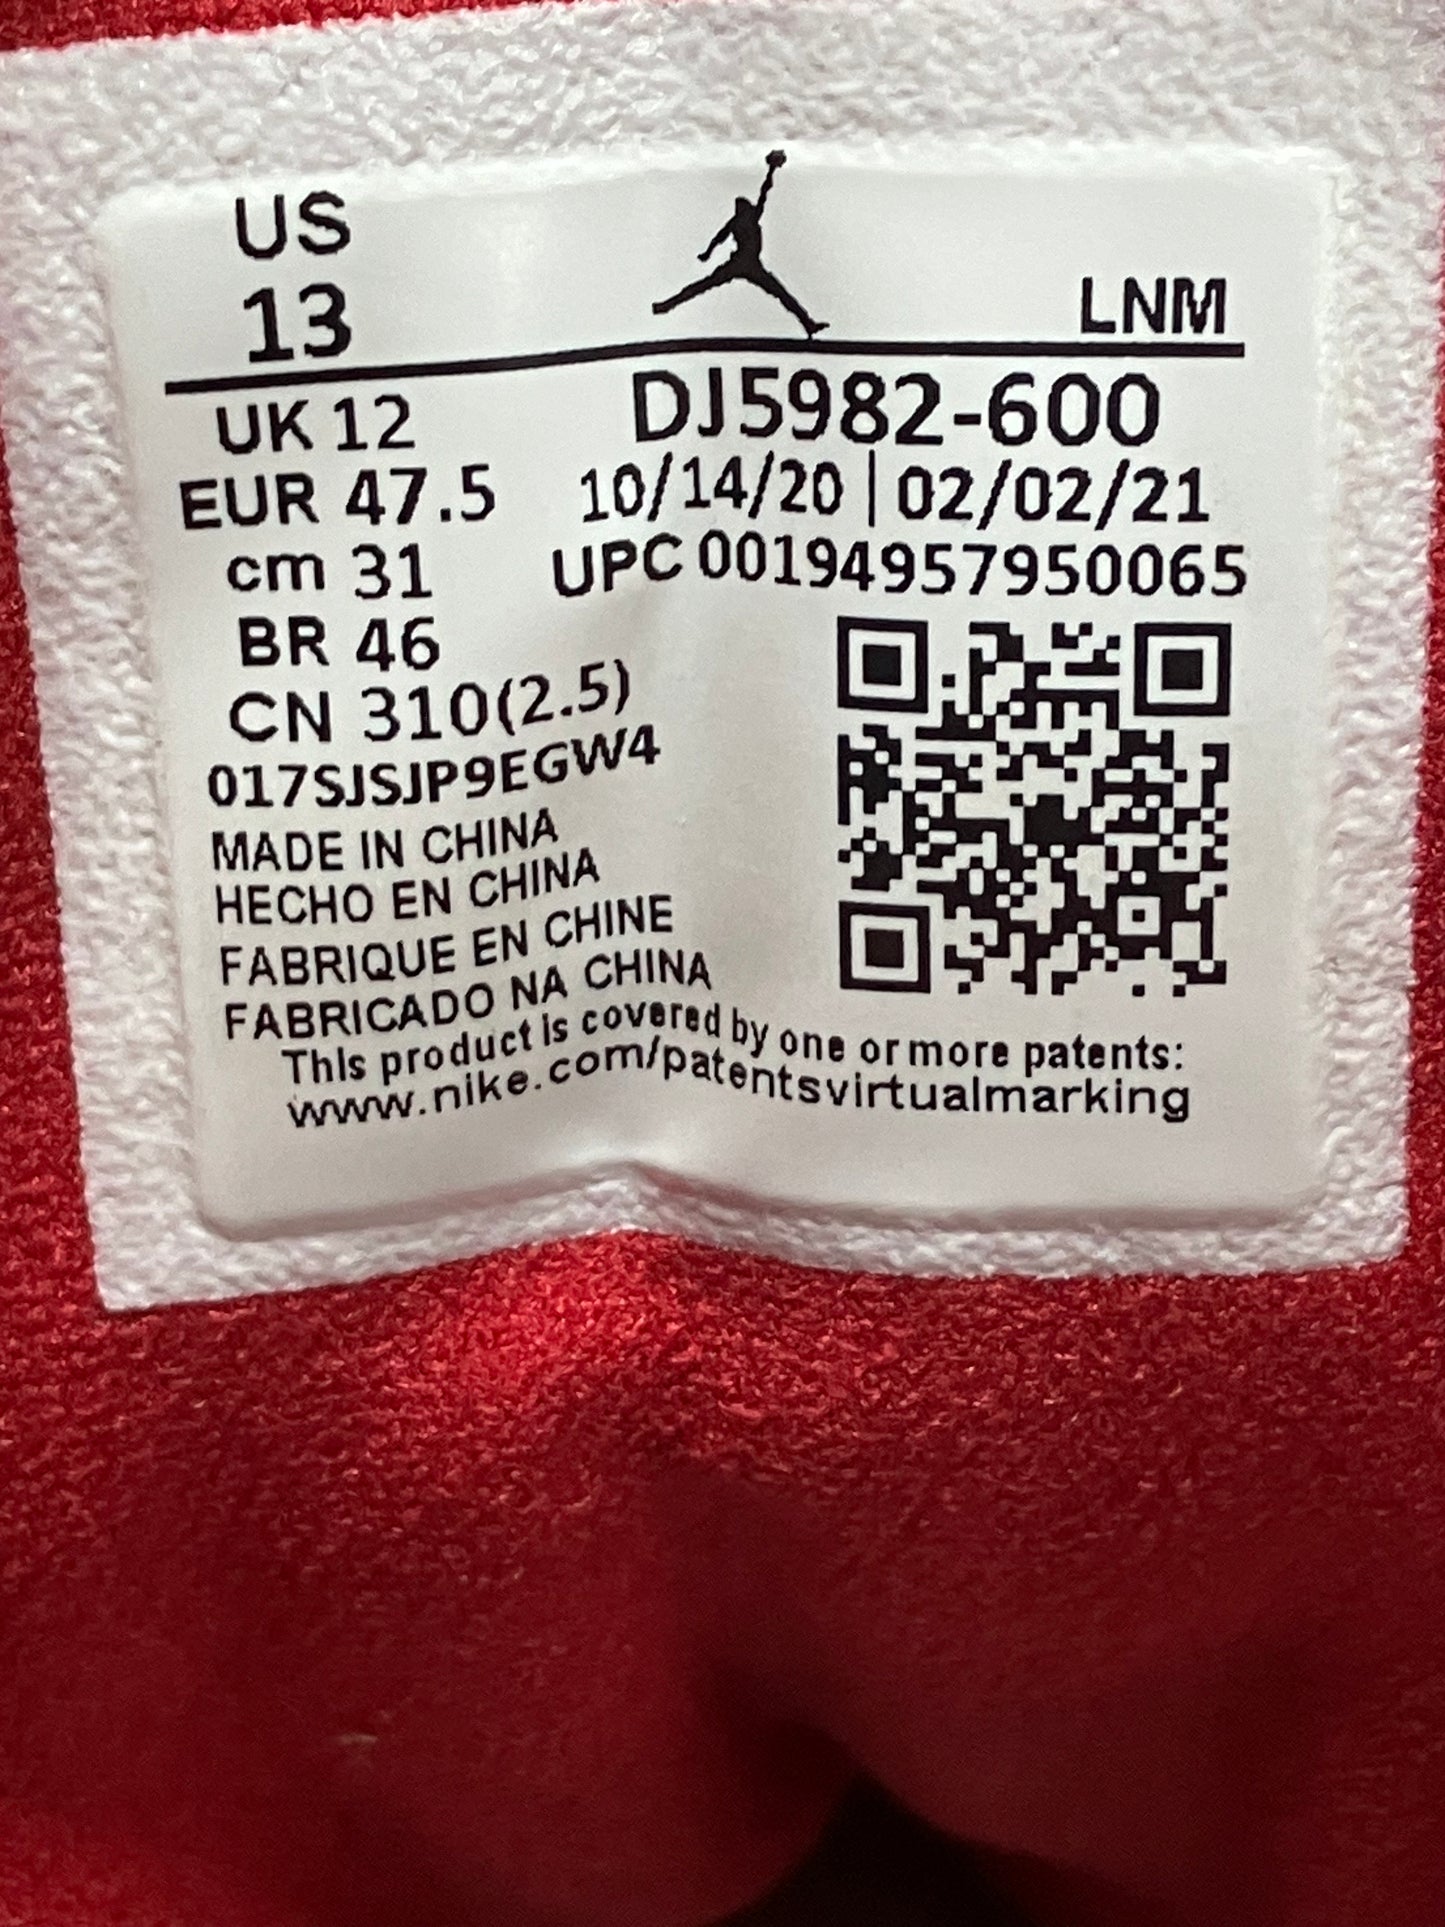 US
13
LNM
UK 12
DJ5982-600
EUR 47.5
10/14/20 | 02/02/21
cm 31
UPC 00194957950065
BR 46
CN 310(2.5)
017SJSJP9EGW4
MADE IN CHINA
HECHO EN CHINA
FABRIQUE EN CHINE
FABRICADO NA CHINA
This product is covered by one or more patents:
www.nike.com/patentsvirtualmarking